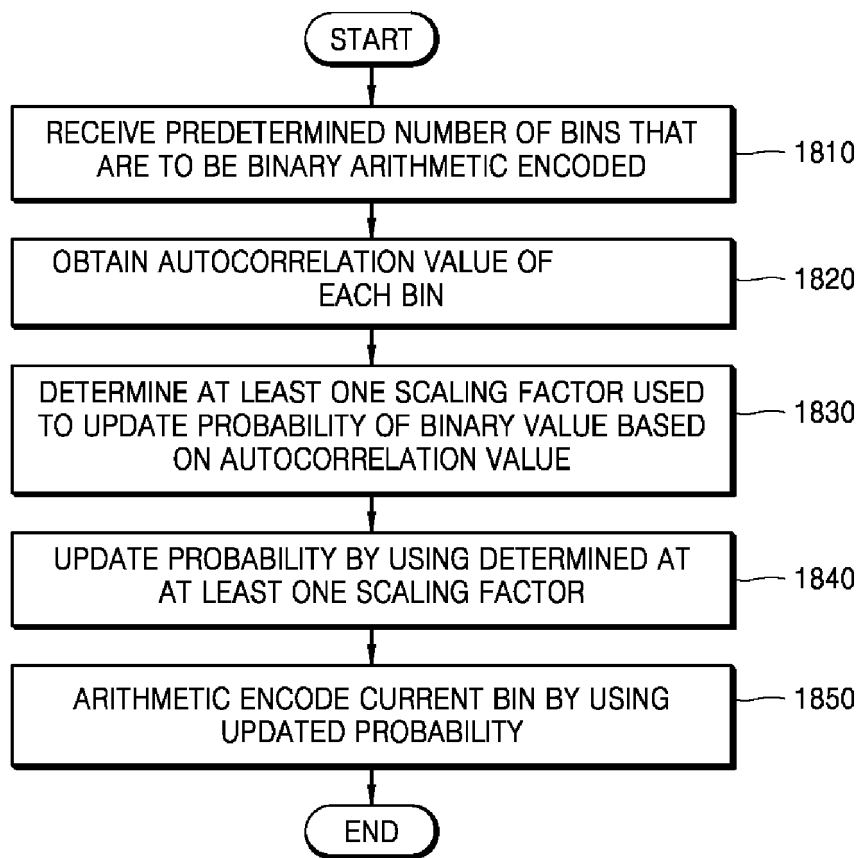 START
RECEIVE PREDETERMINED NUMBER OF BINS THAT
ARE TO BE BINARY ARITHMETIC ENCODED
1810
OBTAIN AUTOCORRELATION VALUE OF
EACH BIN
1820
DETERMINE AT LEAST ONE SCALING FACTOR USED
TO UPDATE PROBABILITY OF BINARY VALUE BASED
ON AUTOCORRELATION VALUE
1830
UPDATE PROBABILITY BY USING DETERMINED AT
AT LEAST ONE SCALING FACTOR
1840
ARITHMETIC ENCODE CURRENT BIN BY USING
UPDATED PROBABILITY
1850
END